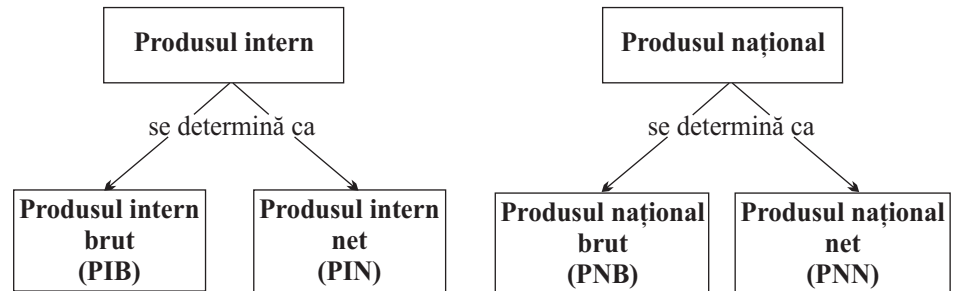 Produsul intern
se determină ca
Produsul intern
brut
(PIB)
Produsul intern
net
(PIN)
Produsul național
se determină ca
Produsul național
brut
(PNB)
Produsul național
net
(PNN)